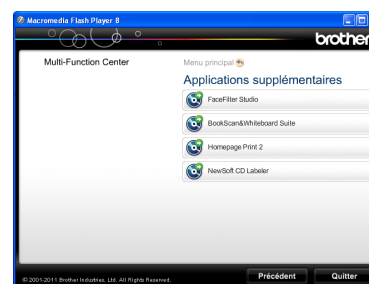 Macromedia Flash Player 8
brother
Multi-Function Center
Menu principal
Applications supplémentaires
FaceFilter Studio
BookScan&Whiteboard Suite
Homepage Print 2
NewSoft CD Labeler
© 2001-2011 Brother Industries, Ltd. All Rights Reserved.
Précédent
Quitter